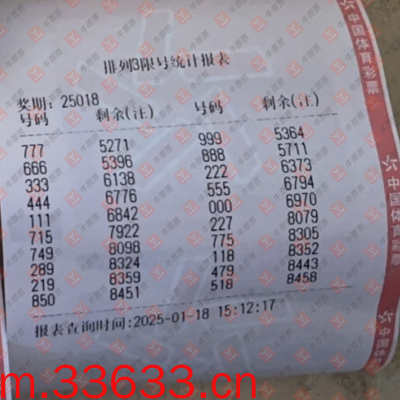 排列3限号统计报表
奖期:25018
号码 剩余(注) 号码 剩余(注)
777 5271 999 5364
666 5396 888 5711
333 6138 222 6373
444 6776 555 6794
111 6842 000 6970
715 7922 227 8079
749 8098 775 8305
289 8324 118 8352
219 8359 479 8443
850 8451 518 8458
报表查询时间:2025-01-18 15:12:17
中国体育彩票
中国体育彩票
m.33633.cn